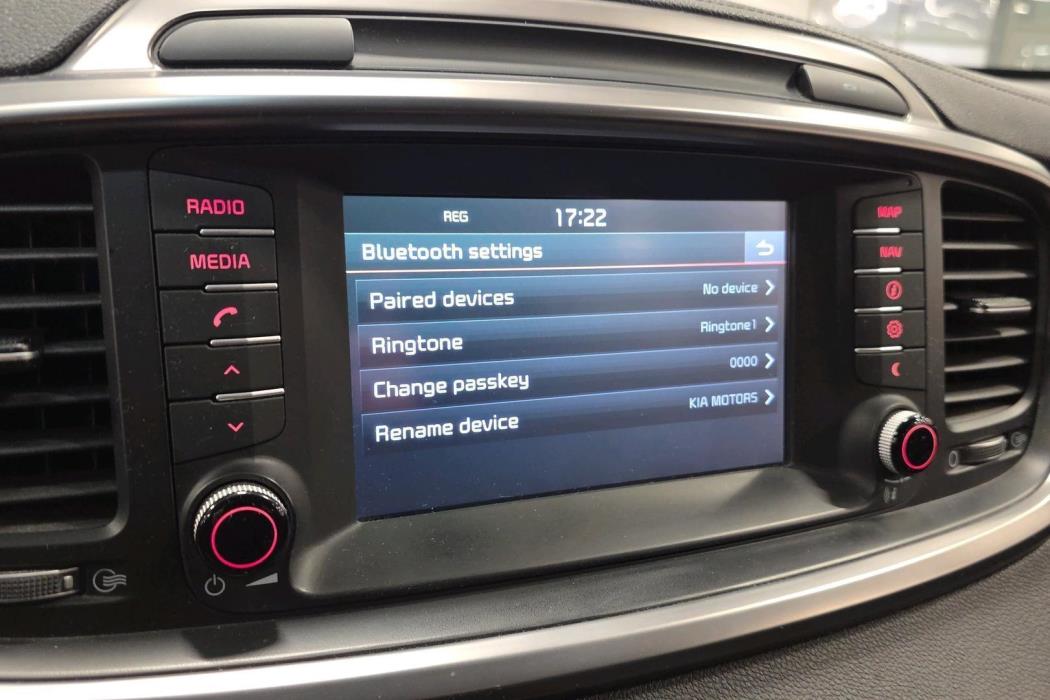 RADIO
MEDIA
REG 17:22
Bluetooth settings
Paired devices No device
Ringtone Ringtone1
Change passkey 0000
Rename device KIA MOTORS
MAP
NAV